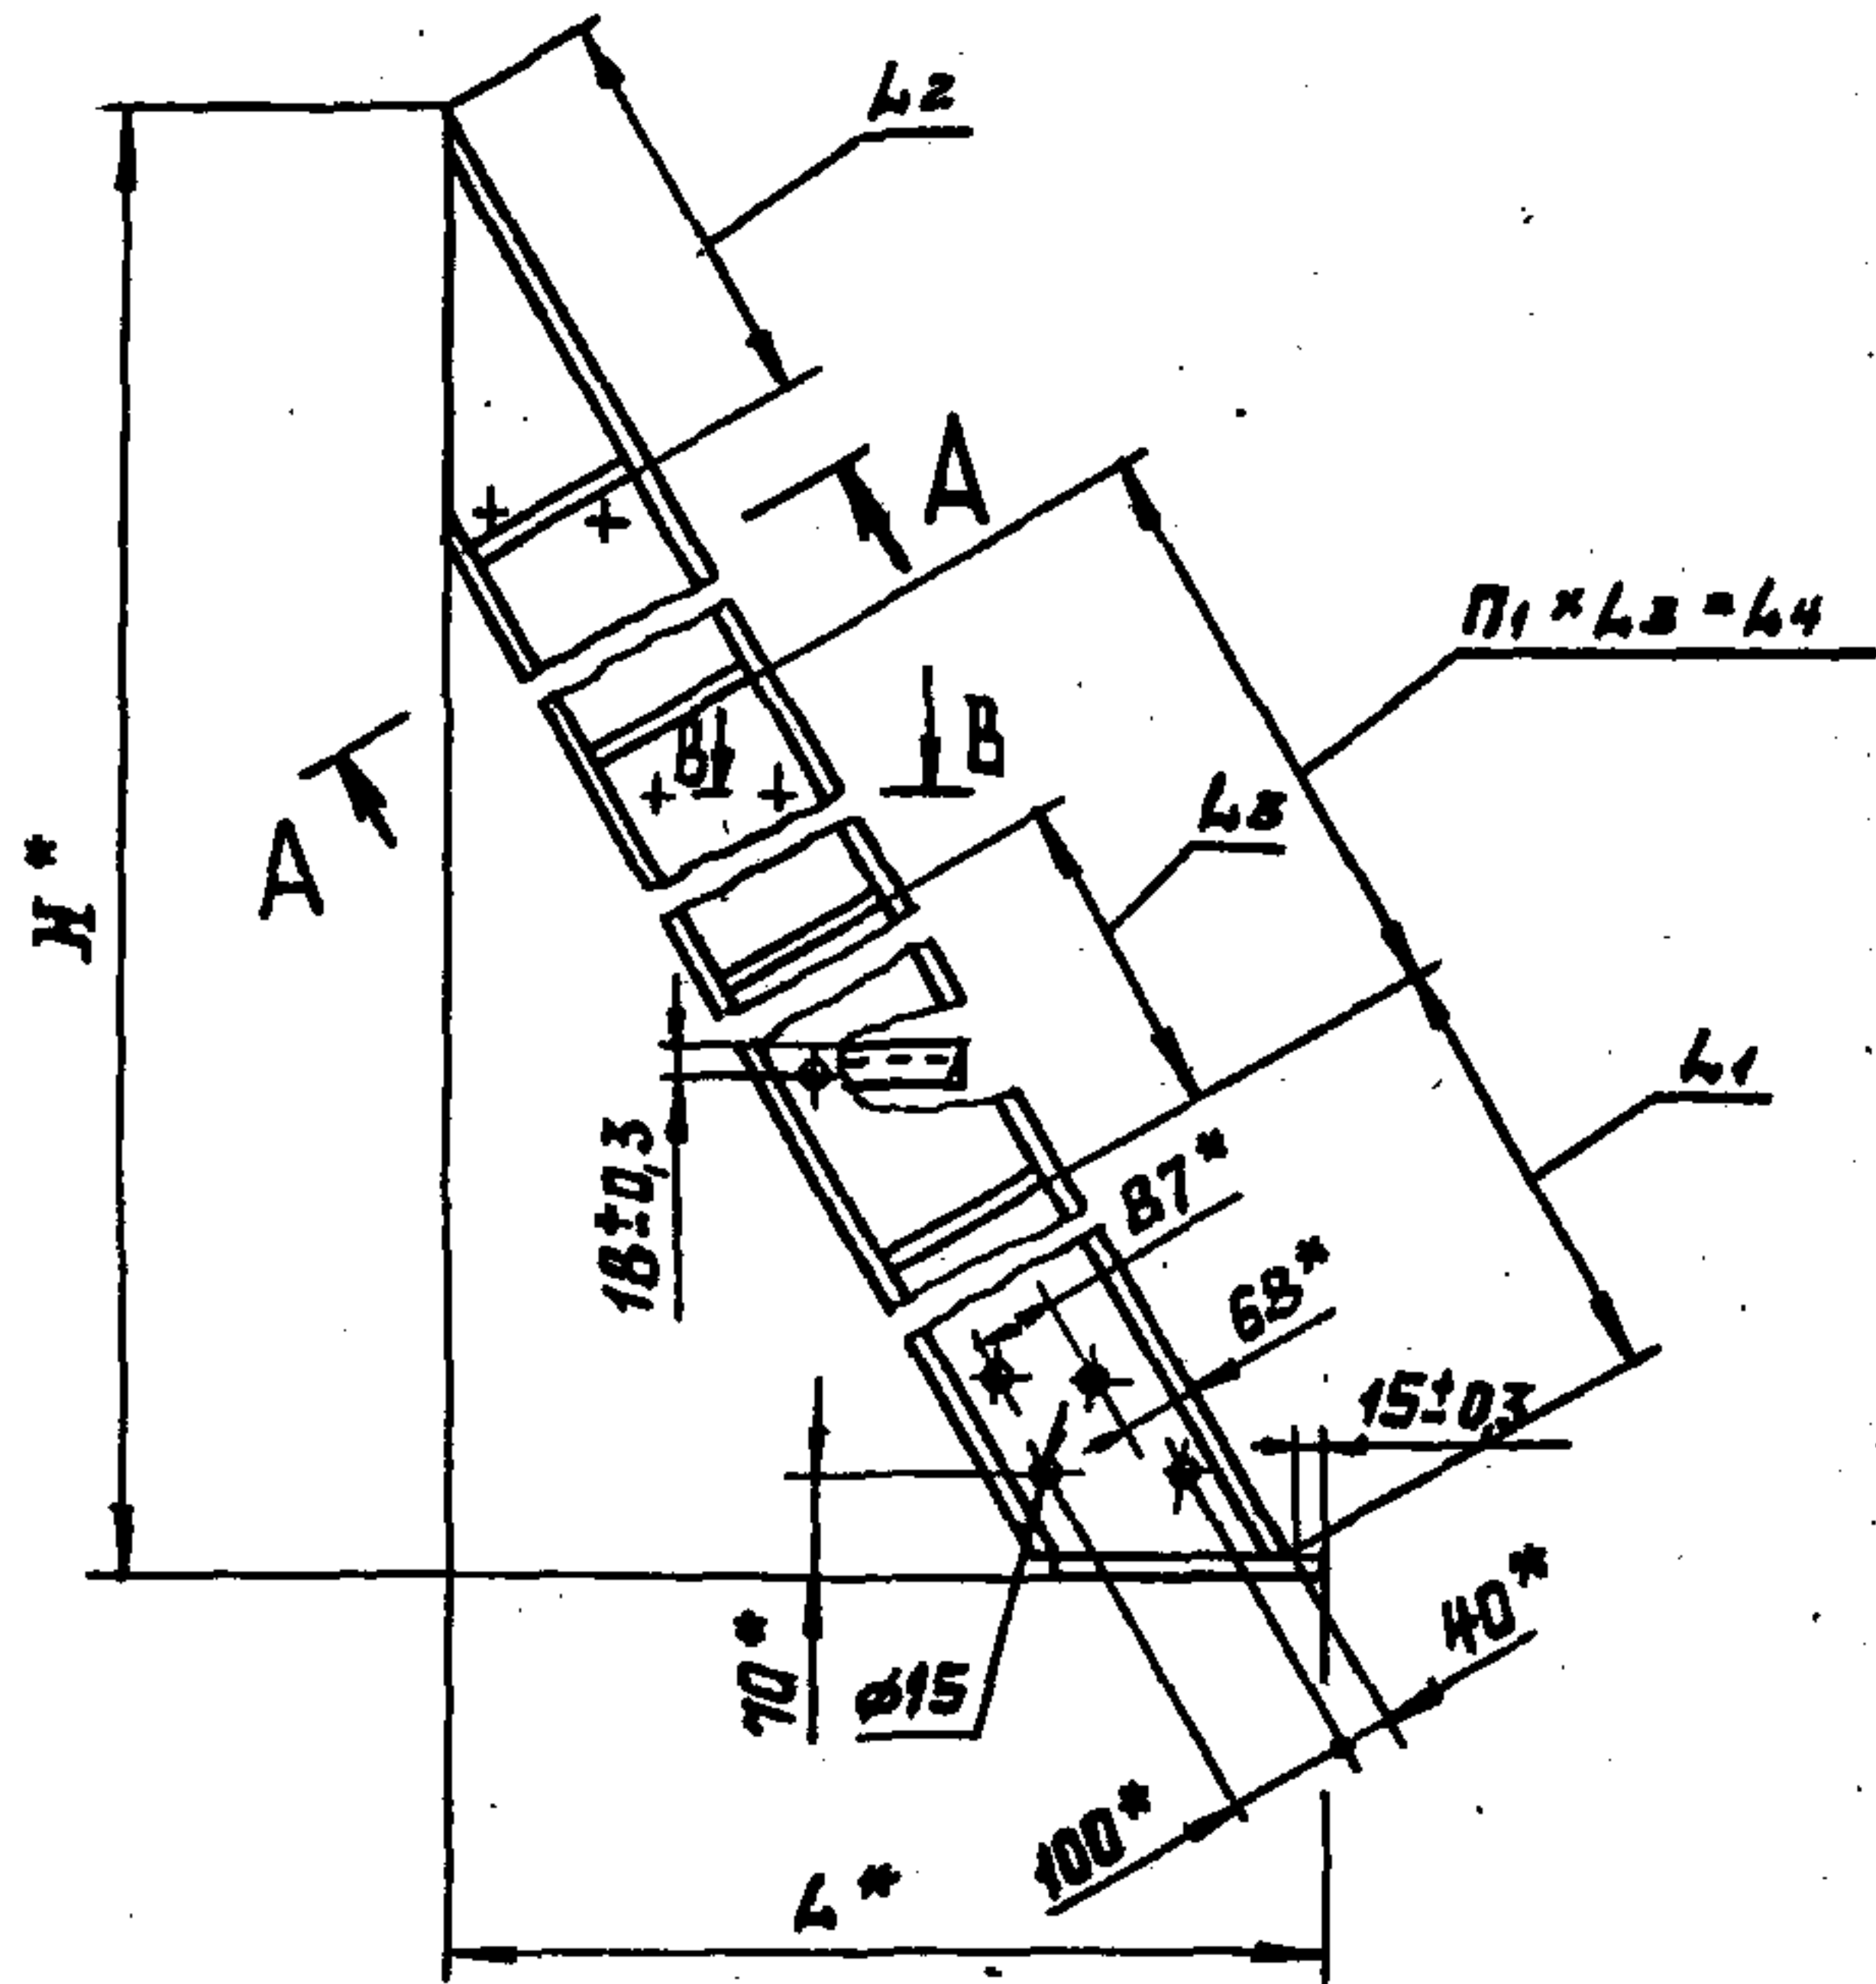 L2
A
n₁×L3=L4
Б
Б
L3
A
H*
L1
87*
18±0,3
68*
15±0,3
40*
70*
ø15
100*
L*